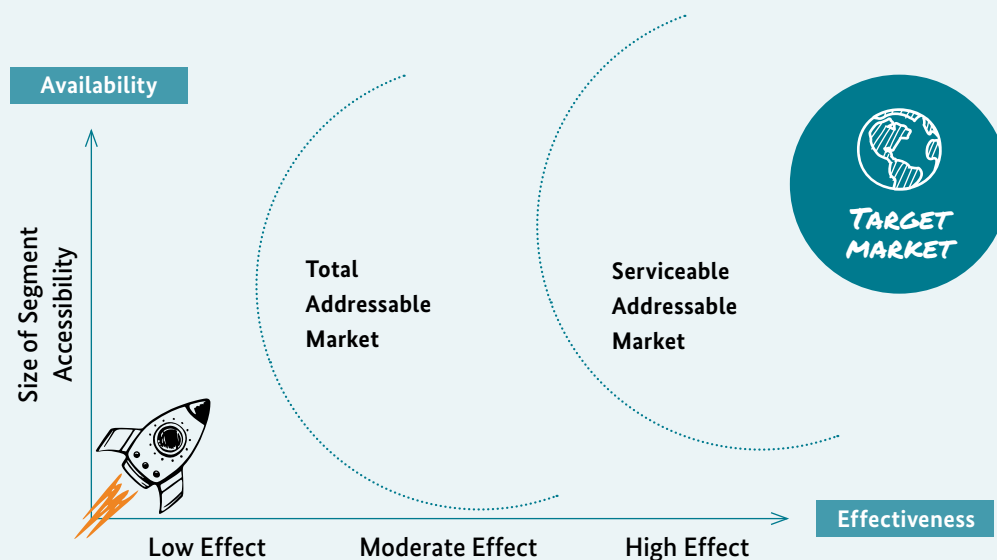 Availability
Size of Segment
Accessibility
Total
Addressable
Market
Serviceable
Addressable
Market
TARGET
MARKET
Effectiveness
Low Effect
Moderate Effect
High Effect